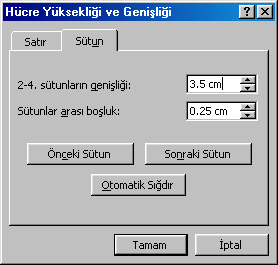 Hücre Yüksekliği ve Genişliği
Satır Sütun
2-4. sütunların genişliği: 3.5 cm
Sütunlar arası boşluk: 0.25 cm
Önceki Sütun Sonraki Sütun
Otomatik Sığdır
Tamam İptal